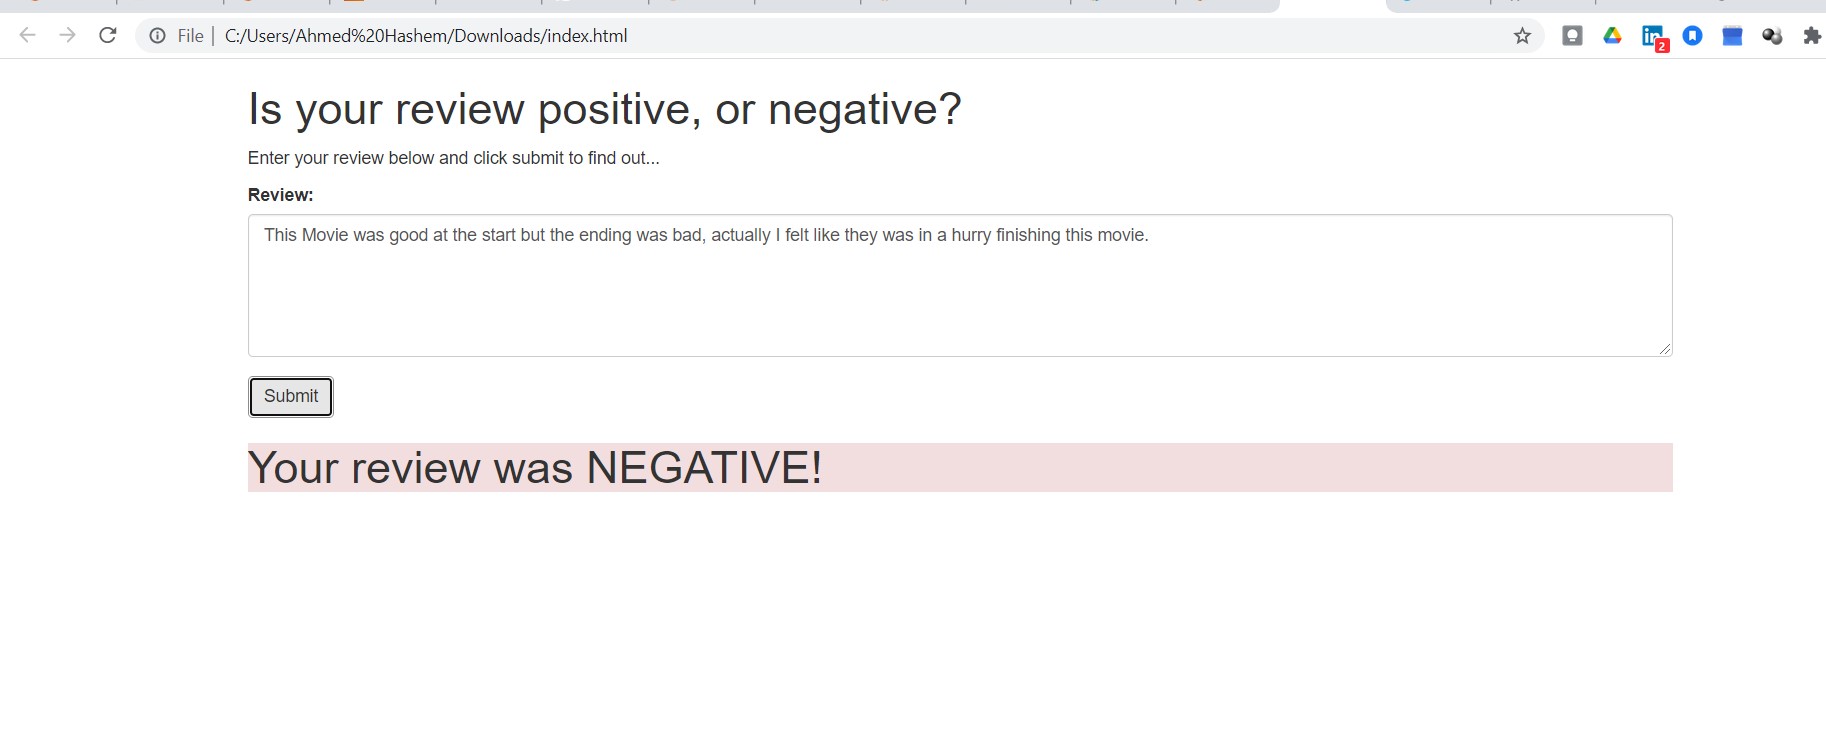 File | C:/Users/Ahmed%20Hashem/Downloads/index.html
2
Is your review positive, or negative?
Enter your review below and click submit to find out...
Review:
This Movie was good at the start but the ending was bad, actually I felt like they was in a hurry finishing this movie.
Submit
Your review was NEGATIVE!